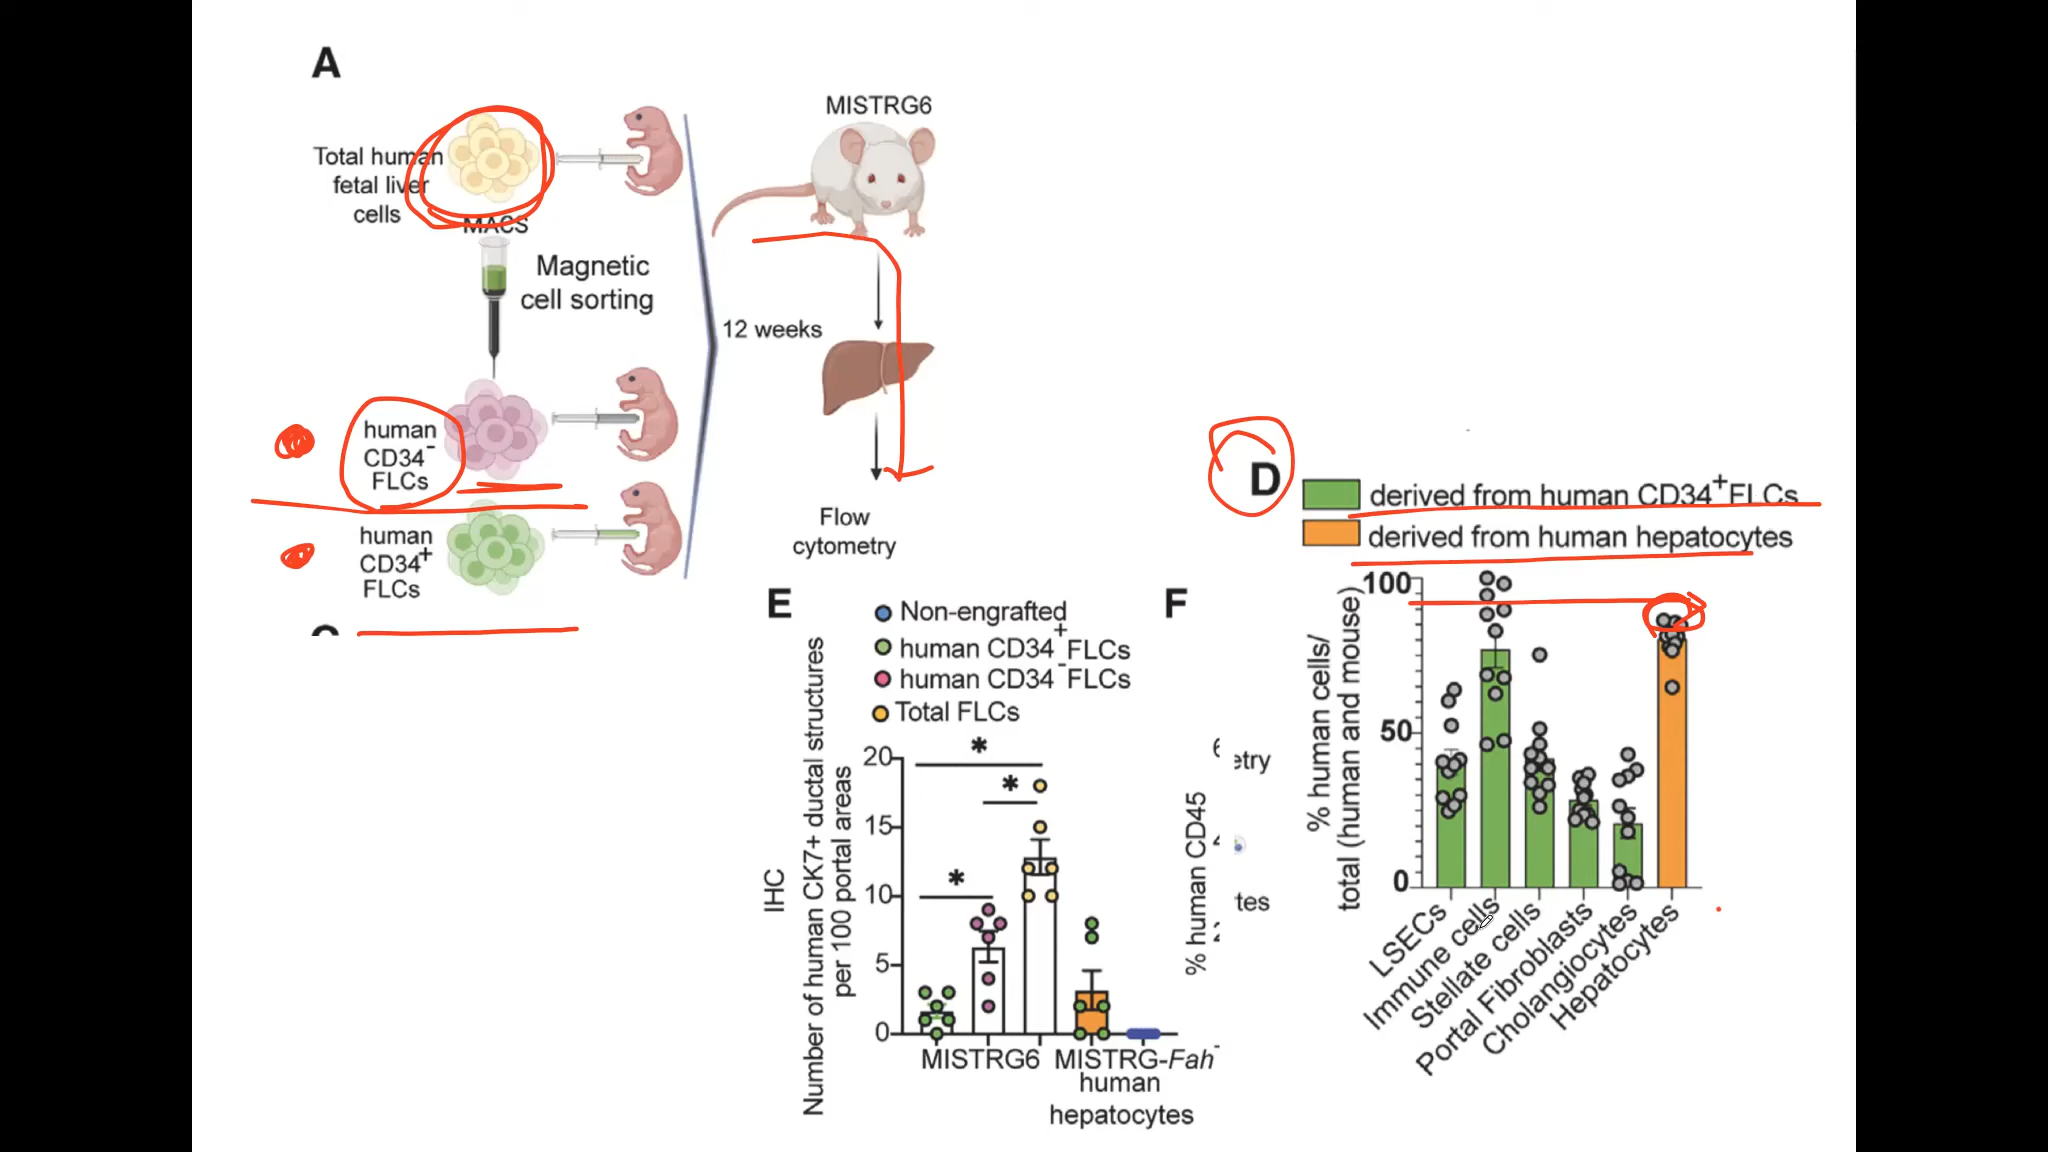 A
Total human
fetal liver
cells
MACS
Magnetic
cell sorting
human
CD34-
FLCs
human
CD34+
FLCs
12 weeks
MISTRG6
Flow
cytometry
E
Non-engrafted
human CD34+FLCs
human CD34-FLCs
Total FLCs
IHC
Number of human CK7+ ductal structures
per 100 portal areas
20
15
10
5
0
*
*
*
MISTRG6
MISTRG-Fah-
human
hepatocytes
F
% human CD45
6
etry
tes
D
derived from human CD34+FLCs
derived from human hepatocytes
% human cells/
total (human and mouse)
100
50
0
LSECs
Immune cells
Stellate cells
Portal Fibroblasts
Cholangiocytes
Hepatocytes